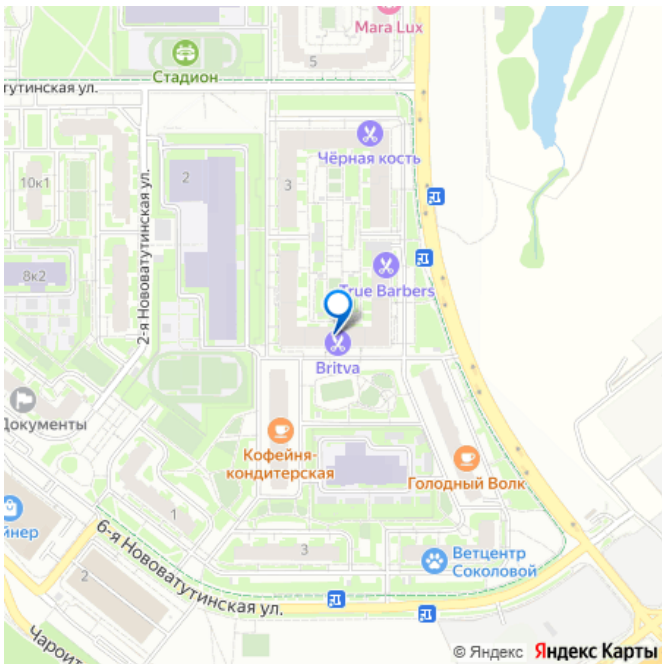 Mara Lux
5
Стадион
тутинская ул.
Чёрная кость
2
3
10к1
2-я Нововатутинская ул.
8к2
True Barbers
Britva
Документы
Кофейня-
кондитерская
Голодный Волк
йнер
1
6-я Нововатутинская ул.
3
Ветцентр
Соколовой
2
Чароит
© Яндекс Яндекс Карты